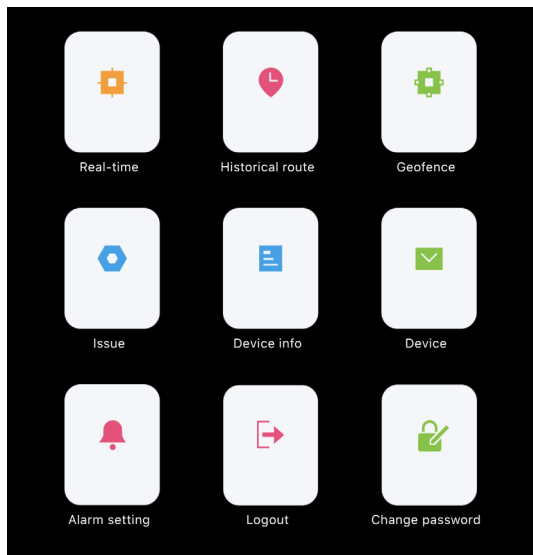 Real-time
Historical route
Geofence
Issue
Device info
Device
Alarm setting
Logout
Change password